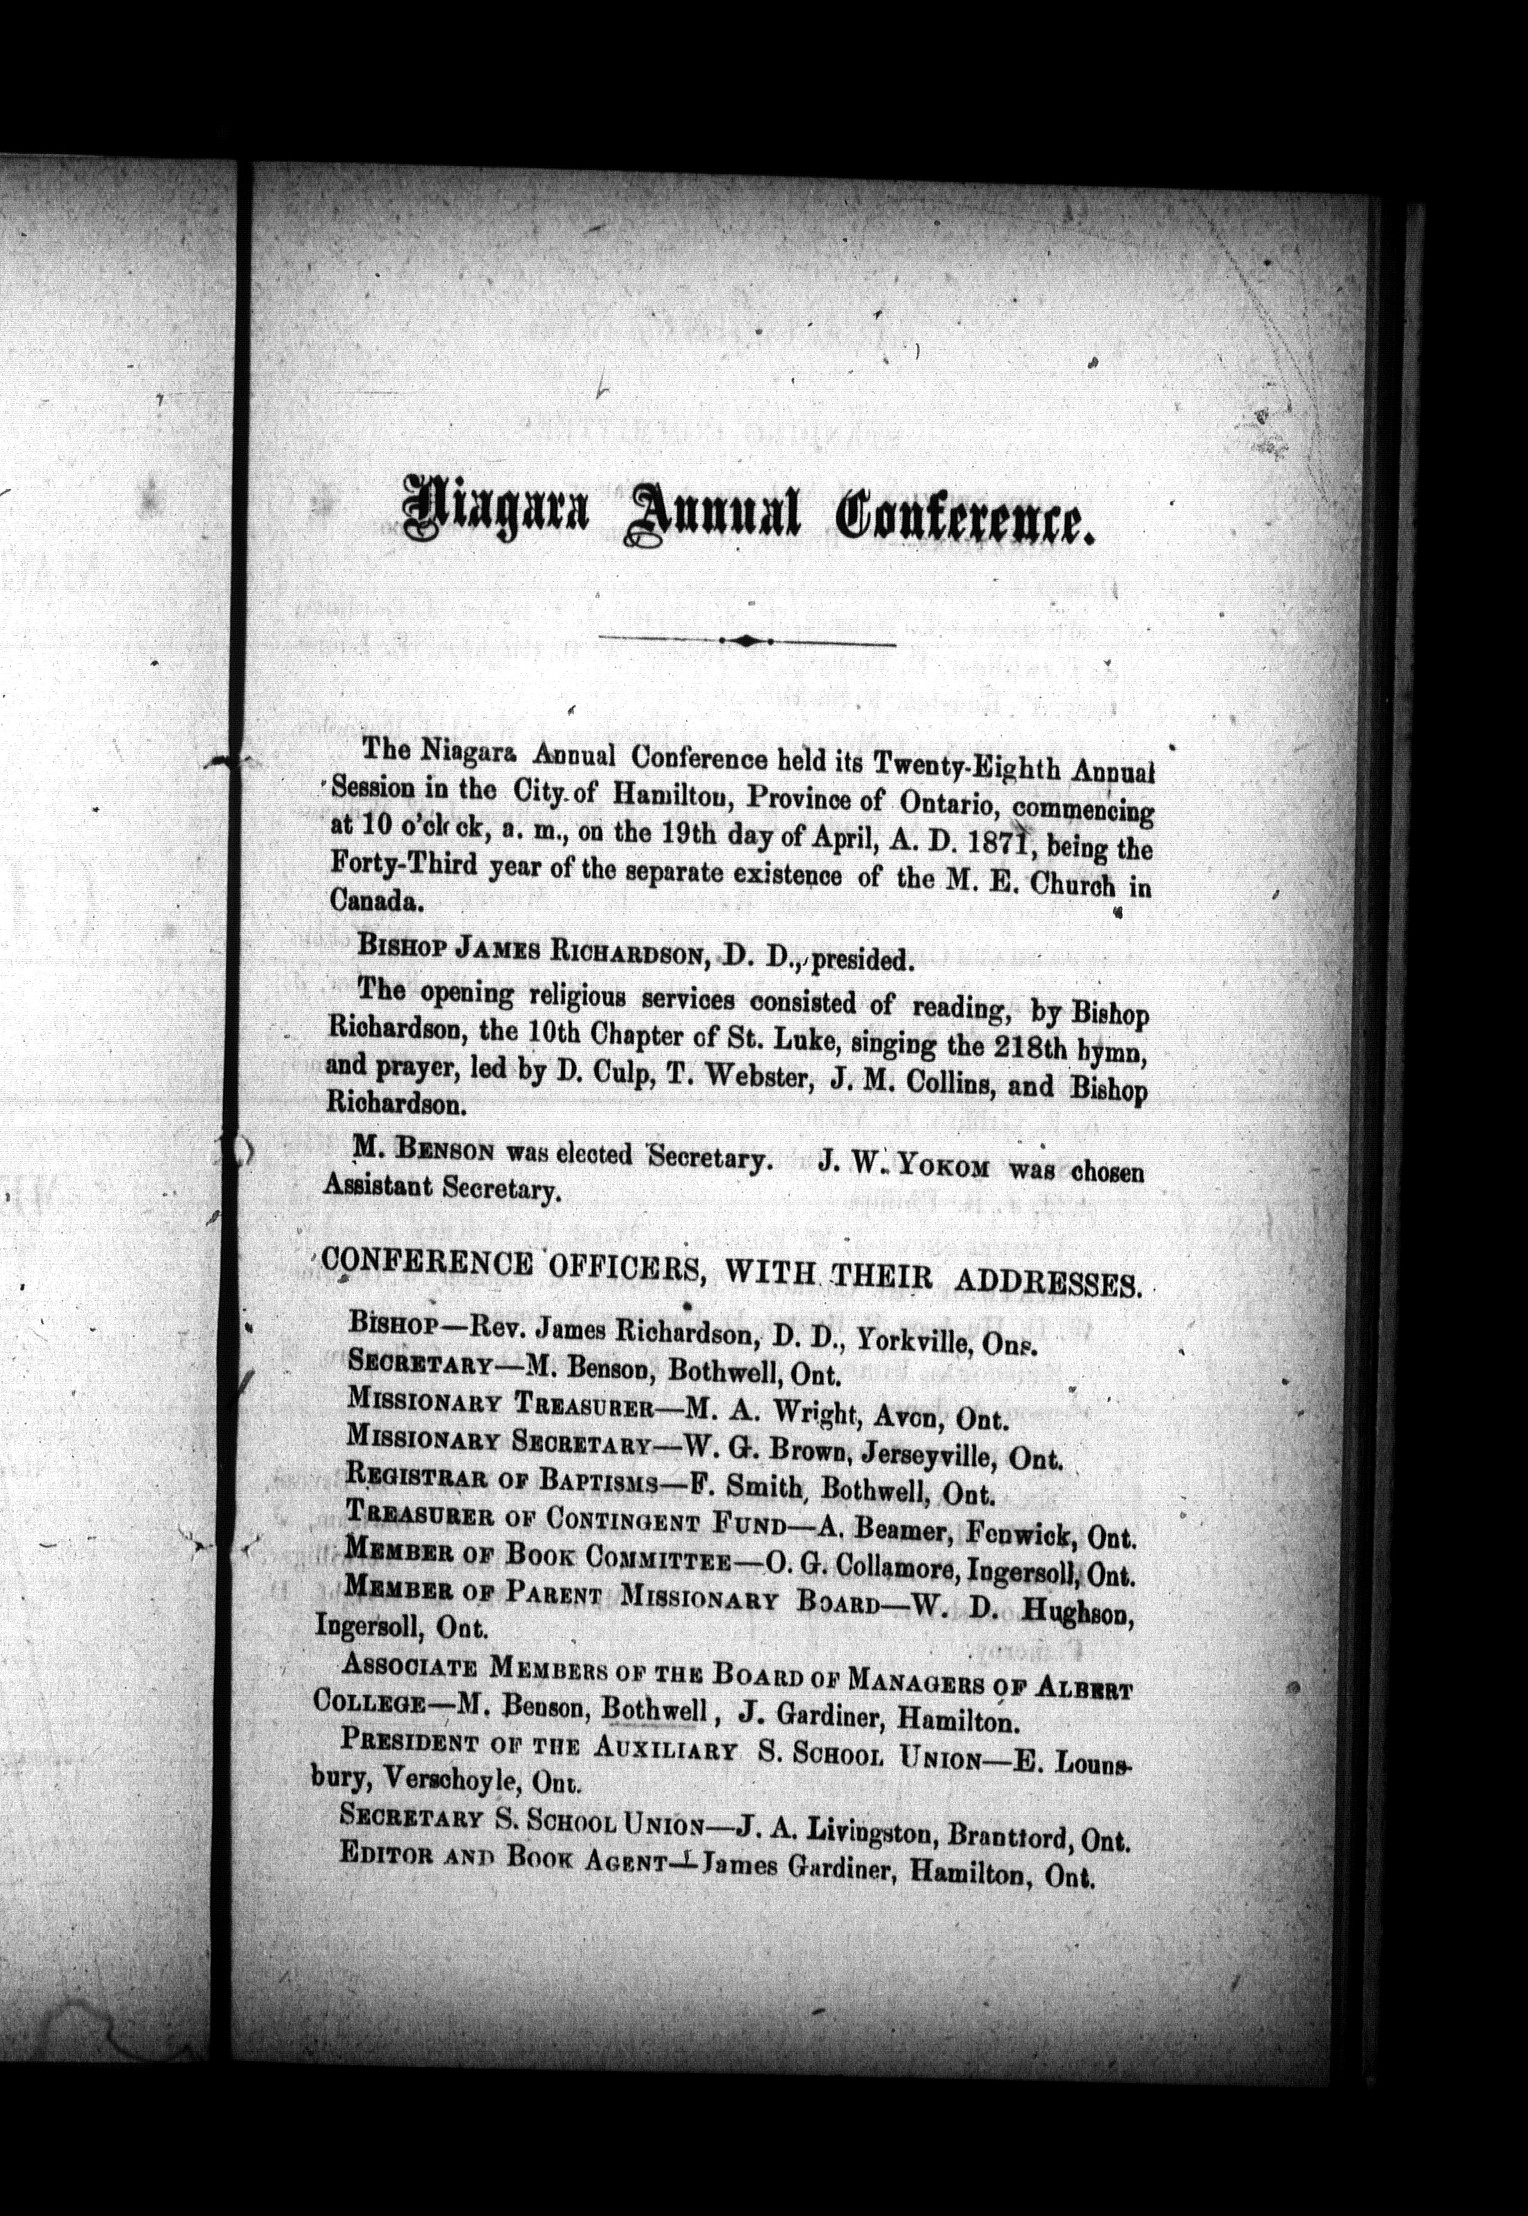 Niagara Annual Conference.
The Niagara Annual Conference held its Twenty-Eighth Annual
Session in the City of Hamilton, Province of Ontario, commencing
at 10 o'clock, a. m., on the 19th day of April, A. D. 1871, being the
Forty-Third year of the separate existence of the M. E. Church in
Canada.
BISHOP JAMES RICHARDSON, D. D., presided.
The opening religious services consisted of reading, by Bishop
Richardson, the 10th Chapter of St. Luke, singing the 218th hymn,
and prayer, led by D. Culp, T. Webster, J. M. Collins, and Bishop
Richardson.
M. BENSON was elected Secretary. J. W. YOKOM was chosen
Assistant Secretary.
CONFERENCE OFFICERS, WITH THEIR ADDRESSES.
BISHOP—Rev. James Richardson, D. D., Yorkville, Ont.
SECRETARY—M. Benson, Bothwell, Ont.
MISSIONARY TREASURER—M. A. Wright, Avon, Ont.
MISSIONARY SECRETARY—W. G. Brown, Jerseyville, Ont.
REGISTRAR OF BAPTISMS—F. Smith, Bothwell, Ont.
TREASURER OF CONTINGENT FUND—A. Beamer, Fenwick, Ont.
MEMBER OF BOOK COMMITTEE—O. G. Collamore, Ingersoll, Ont.
MEMBER OF PARENT MISSIONARY BOARD—W. D. Hughson,
Ingersoll, Ont.
ASSOCIATE MEMBERS OF THE BOARD OF MANAGERS OF ALBERT
COLLEGE—M. Benson, Bothwell, J. Gardiner, Hamilton.
PRESIDENT OF THE AUXILIARY S. SCHOOL UNION—E. Louns-
bury, Verschoyle, Ont.
SECRETARY S. SCHOOL UNION—J. A. Livingston, Brantford, Ont.
EDITOR AND BOOK AGENT—James Gardiner, Hamilton, Ont.